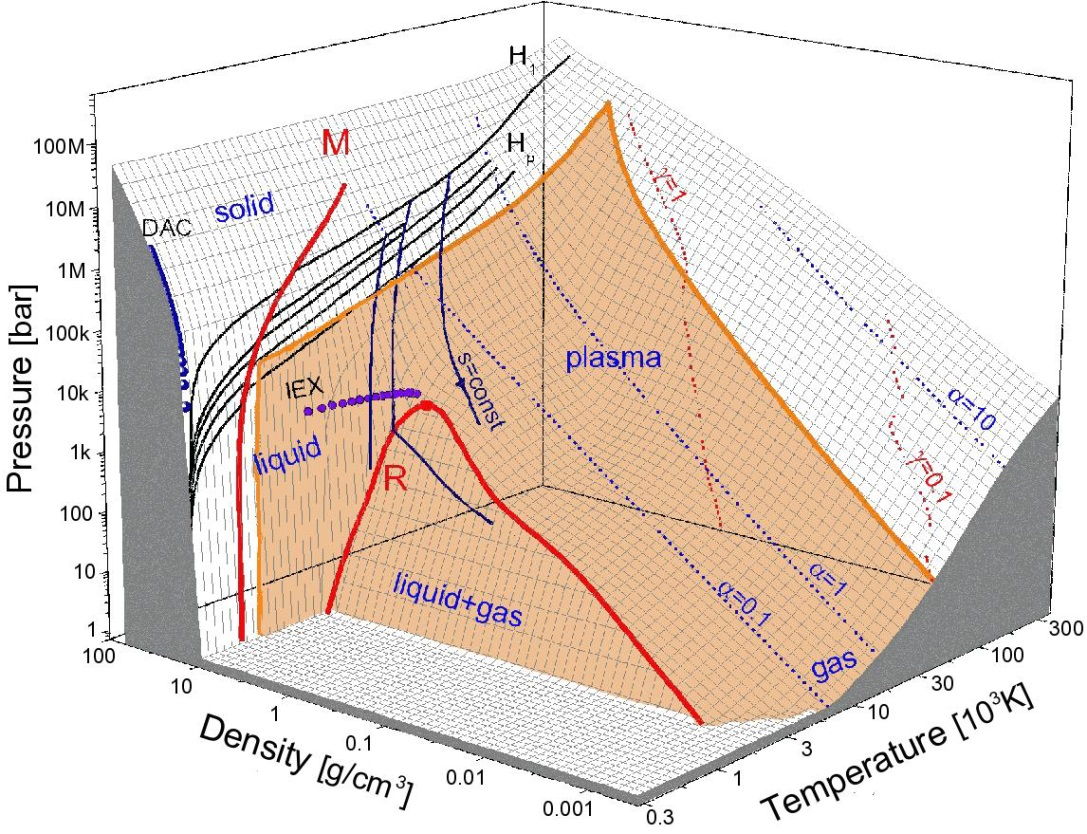 H₁
M
Hμ
100M
solid
γ=1
10M
DAC
1M
100k
plasma
s=const
10k
IEX
α=10
1k
liquid
R
γ=0.1
100
Pressure [bar]
10
liquid+gas
α=0.1
α=1
1
gas
100
300
10
100
1
30
0.1
10
0.01
3
0.001
1
0.3
Density [g/cm³]
Temperature [10³K]